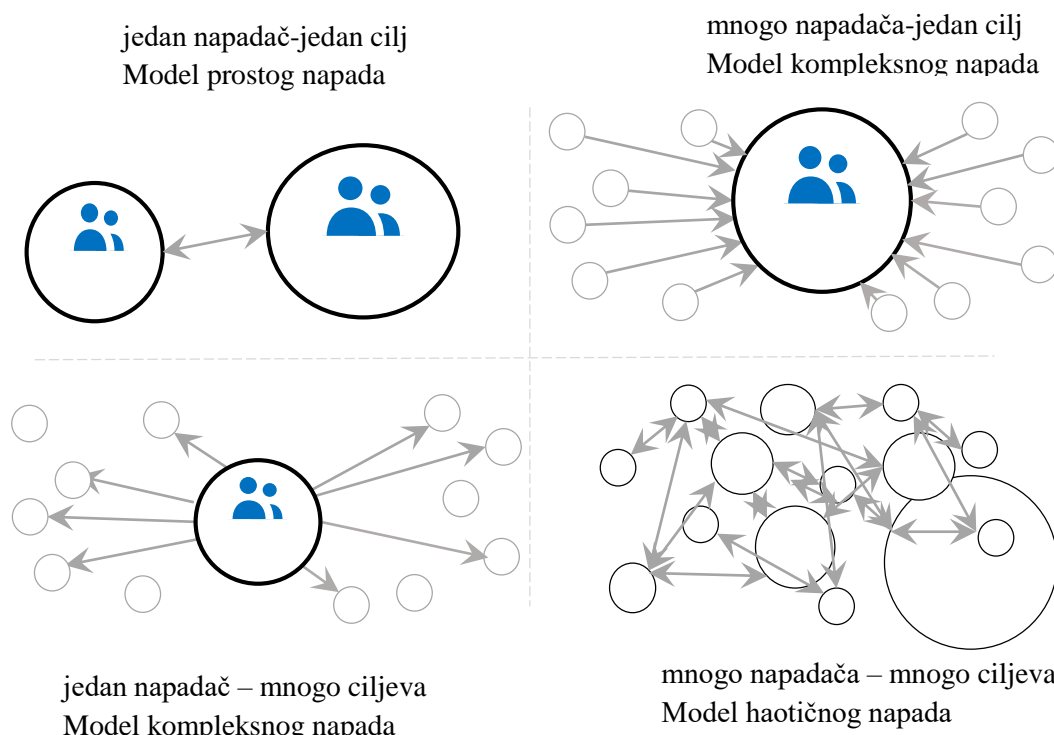 jedan napadač-jedan cilj
Model prostog napada
mnogo napadača-jedan cilj
Model kompleksnog napada
jedan napadač – mnogo ciljeva
Model kompleksnog napada
mnogo napadača – mnogo ciljeva
Model haotičnog napada